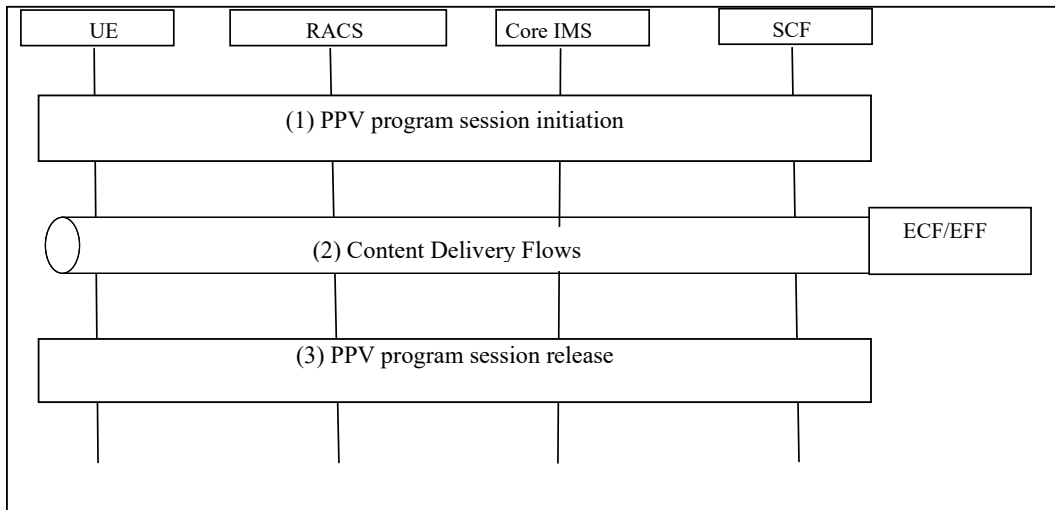 UE
RACS
Core IMS
SCF
(1) PPV program session initiation
ECF/EFF
(2) Content Delivery Flows
(3) PPV program session release